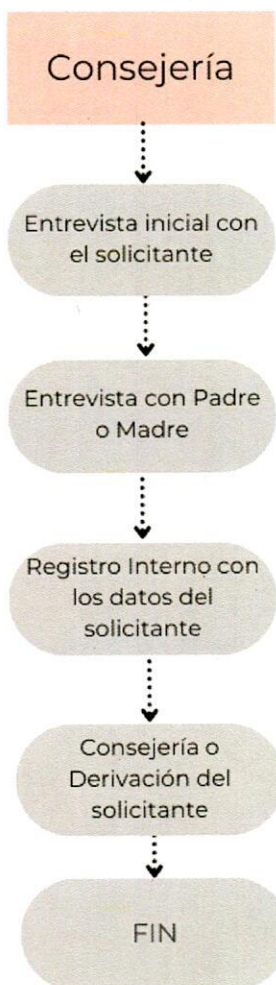 Consejería
Entrevista inicial con
el solicitante
Entrevista con Padre
o Madre
Registro Interno con
los datos del
solicitante
Consejería o
Derivación del
solicitante
FIN